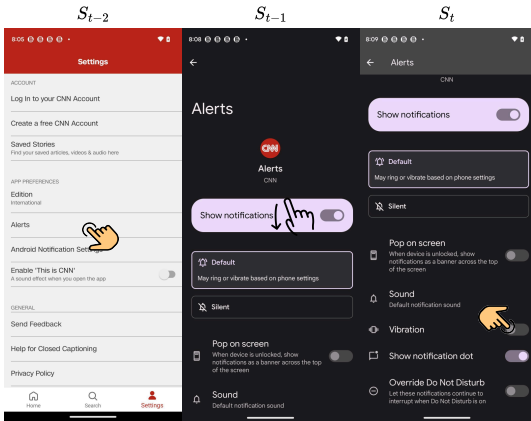 S_{t−2}
8:05
Settings
ACCOUNT
Log In to your CNN Account
Create a free CNN Account
Saved Stories
Find your saved articles, videos & audio here
APP PREFERENCES
Edition
International
Alerts
Android Notification Set
Enable 'This is CNN'
A sound effect when you open the app
GENERAL
Send Feedback
Help for Closed Captioning
Privacy Policy
Home
Search
Settings
S_{t−1}
8:08
Alerts
CNN
Alerts
CNN
Show notifications
Default
May ring or vibrate based on phone settings
Silent
Pop on screen
When device is unlocked, show
notifications as a banner across the top
of the screen
Sound
Default notification sound
S_t
8:09
Alerts
CNN
Show notifications
Default
May ring or vibrate based on phone settings
Silent
Pop on screen
When device is unlocked, show
notifications as a banner across the top
of the screen
Sound
Default notification sound
Vibration
Show notification dot
Override Do Not Disturb
Let these notifications continue to
interrupt when Do Not Disturb is on